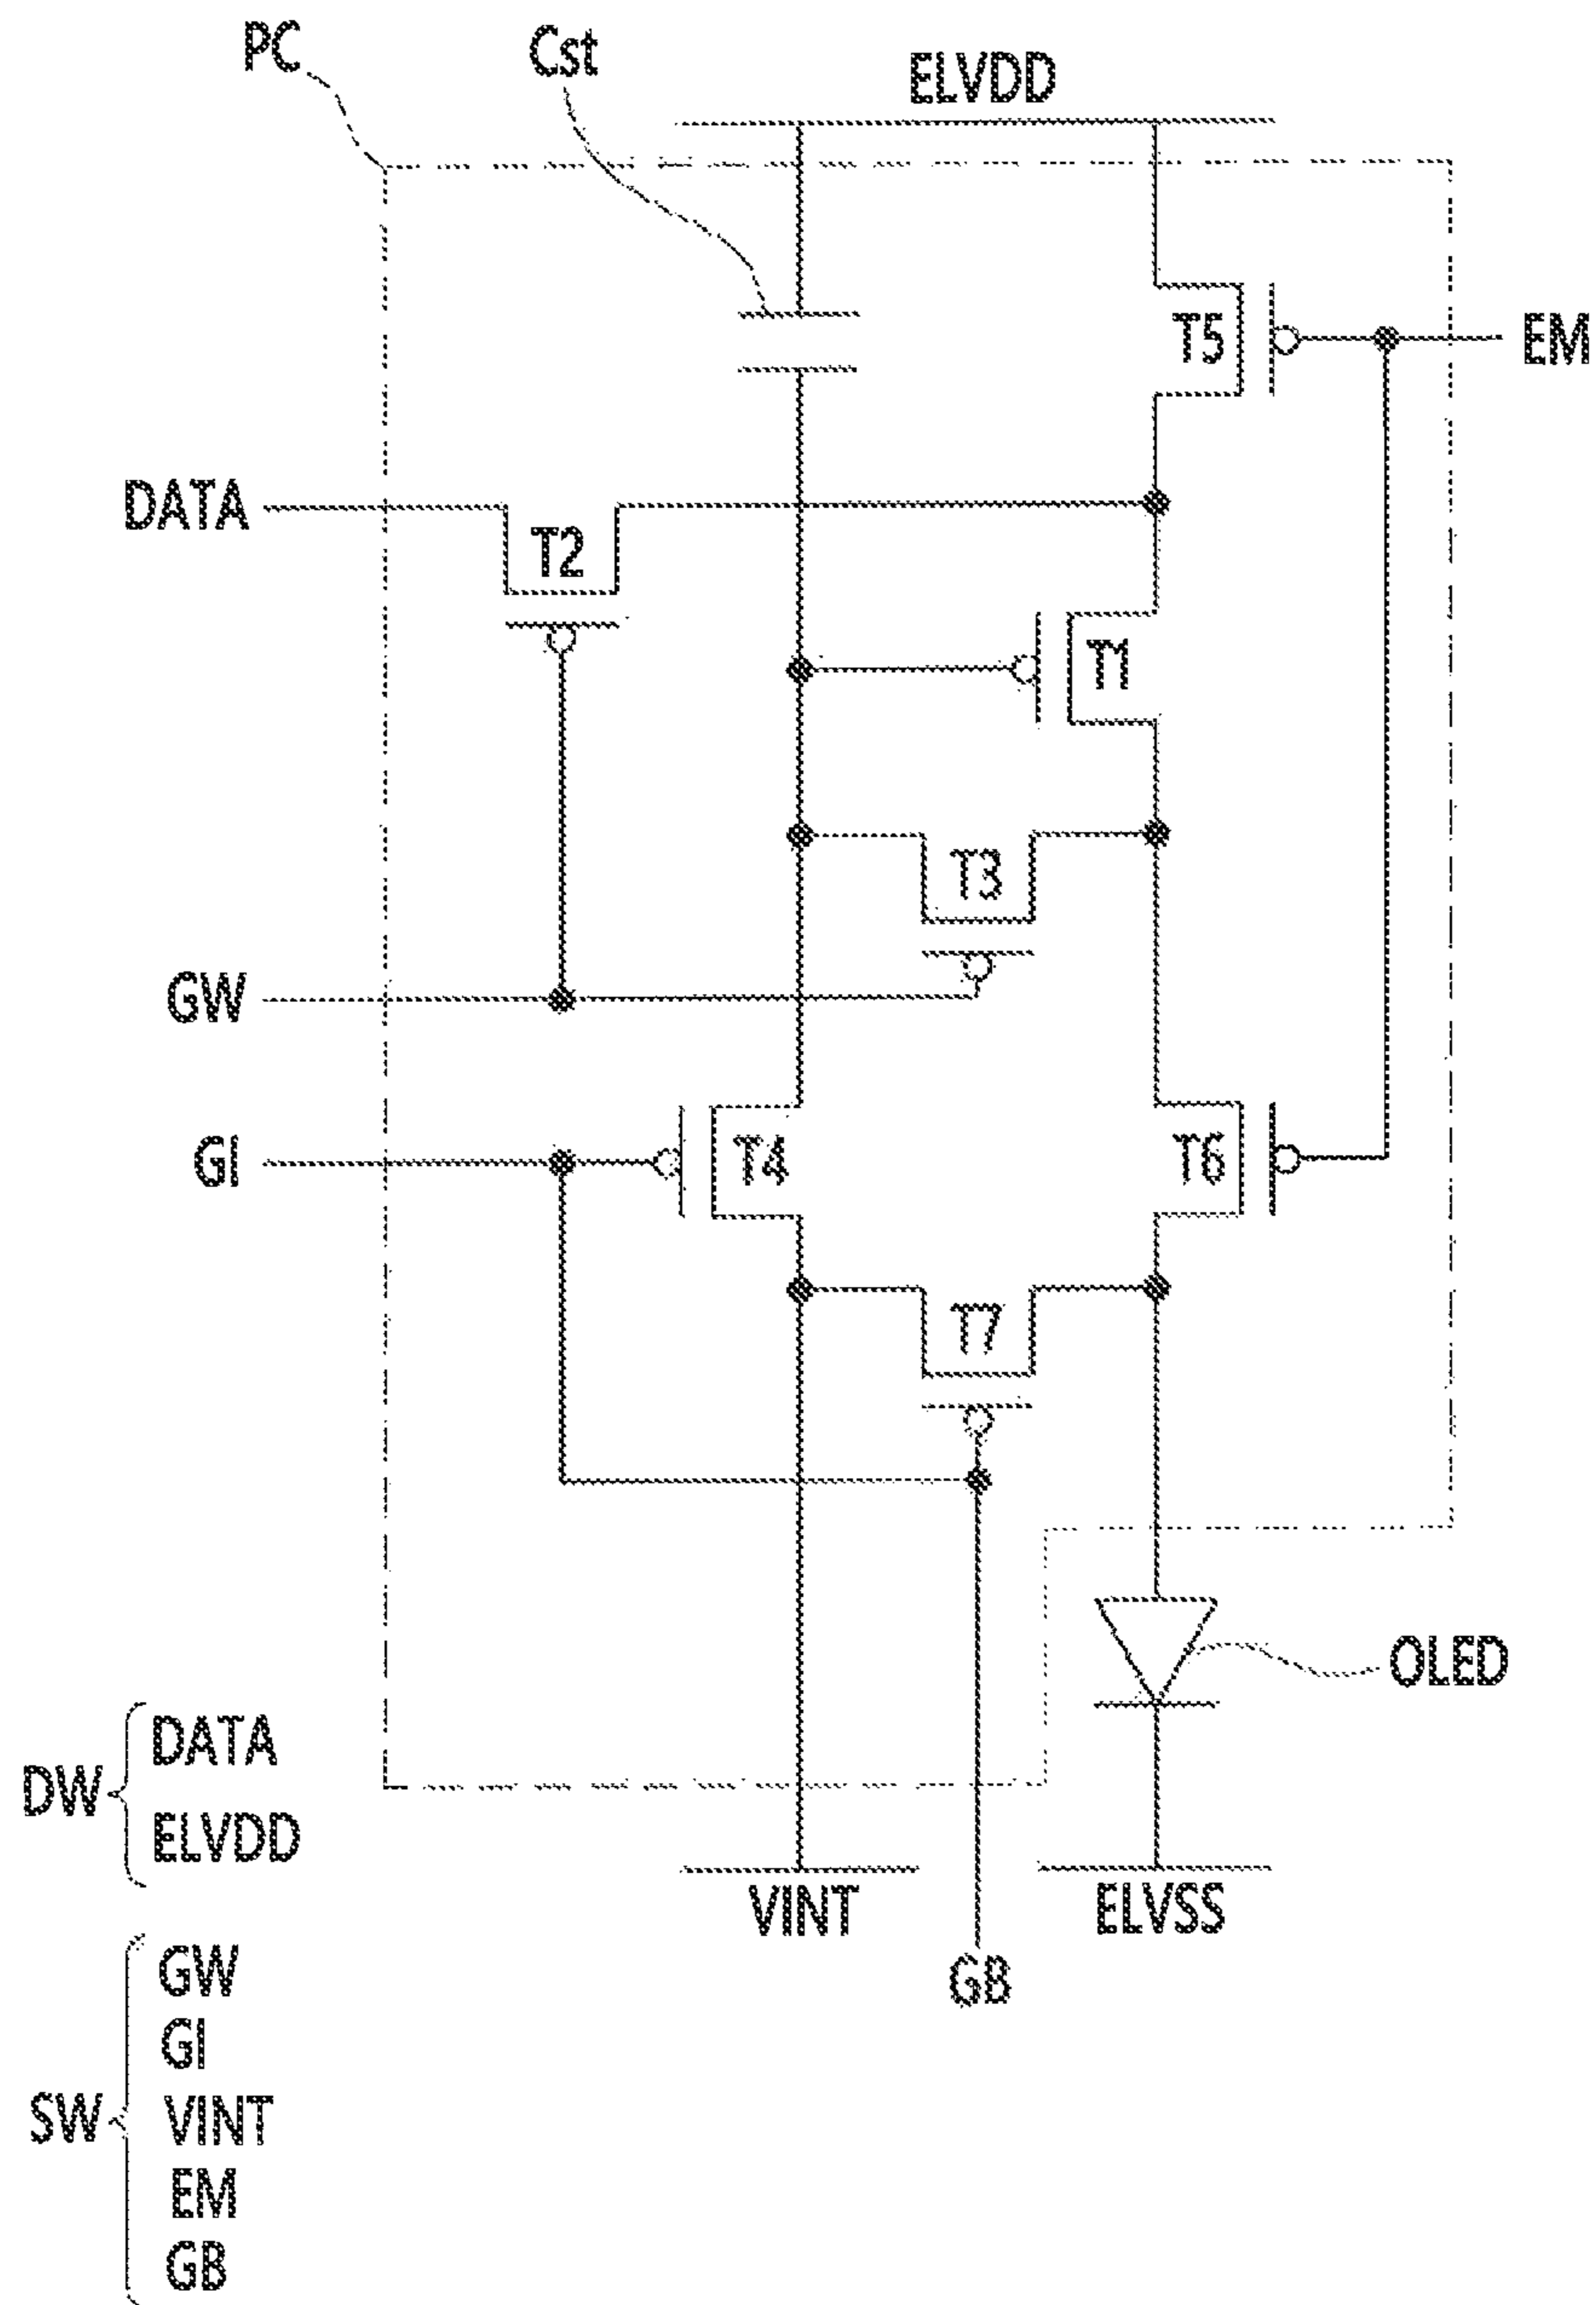 PC
Cst
ELVDD
T5
EM
DATA
T2
T1
T3
GW
GI
T4
T6
T7
OLED
DW
DATA
ELVDD
VINT
ELVSS
GB
SW
GW
GI
VINT
EM
GB